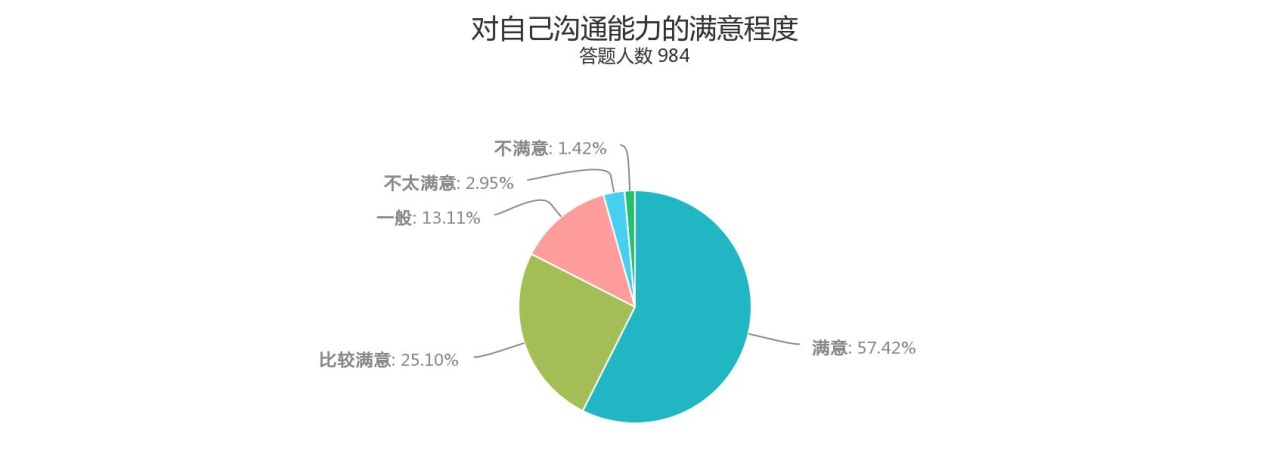 对自己沟通能力的满意程度
答题人数 984
不满意: 1.42%
不太满意: 2.95%
一般: 13.11%
比较满意: 25.10%
满意: 57.42%